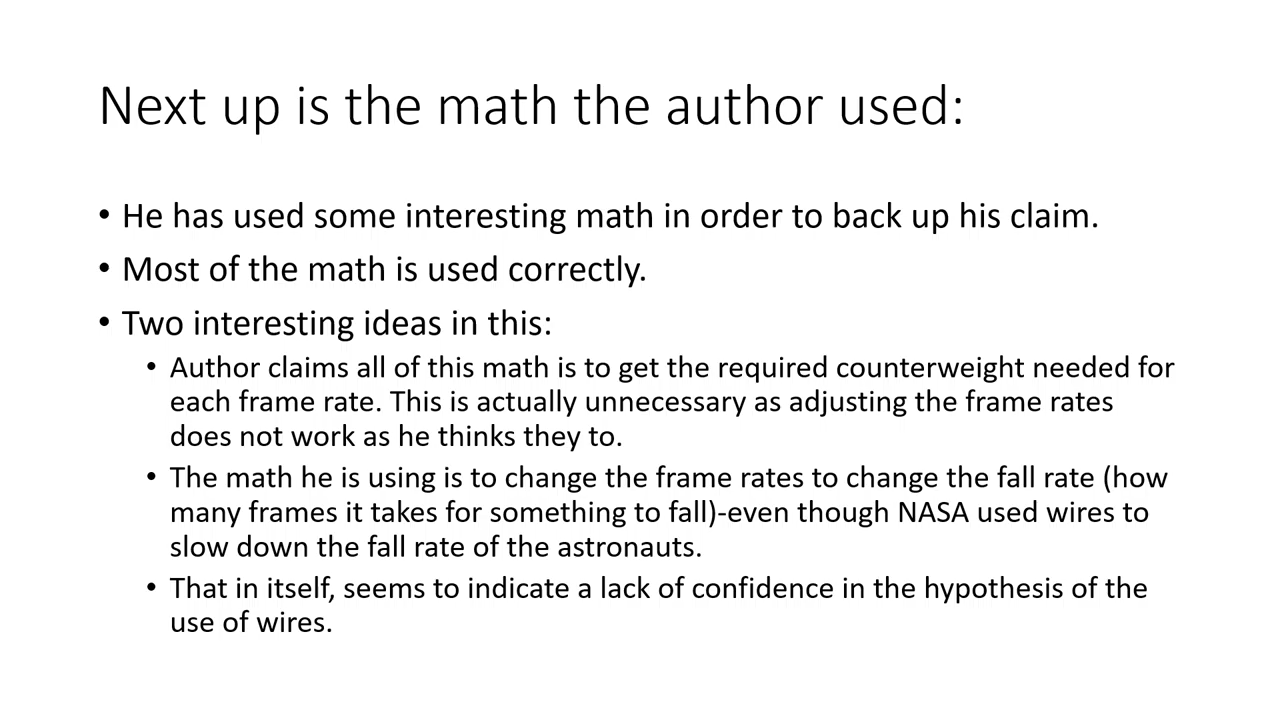 Next up is the math the author used:
• He has used some interesting math in order to back up his claim.
• Most of the math is used correctly.
• Two interesting ideas in this:
• Author claims all of this math is to get the required counterweight needed for
each frame rate. This is actually unnecessary as adjusting the frame rates
does not work as he thinks they to.
• The math he is using is to change the frame rates to change the fall rate (how
many frames it takes for something to fall)-even though NASA used wires to
slow down the fall rate of the astronauts.
• That in itself, seems to indicate a lack of confidence in the hypothesis of the
use of wires.